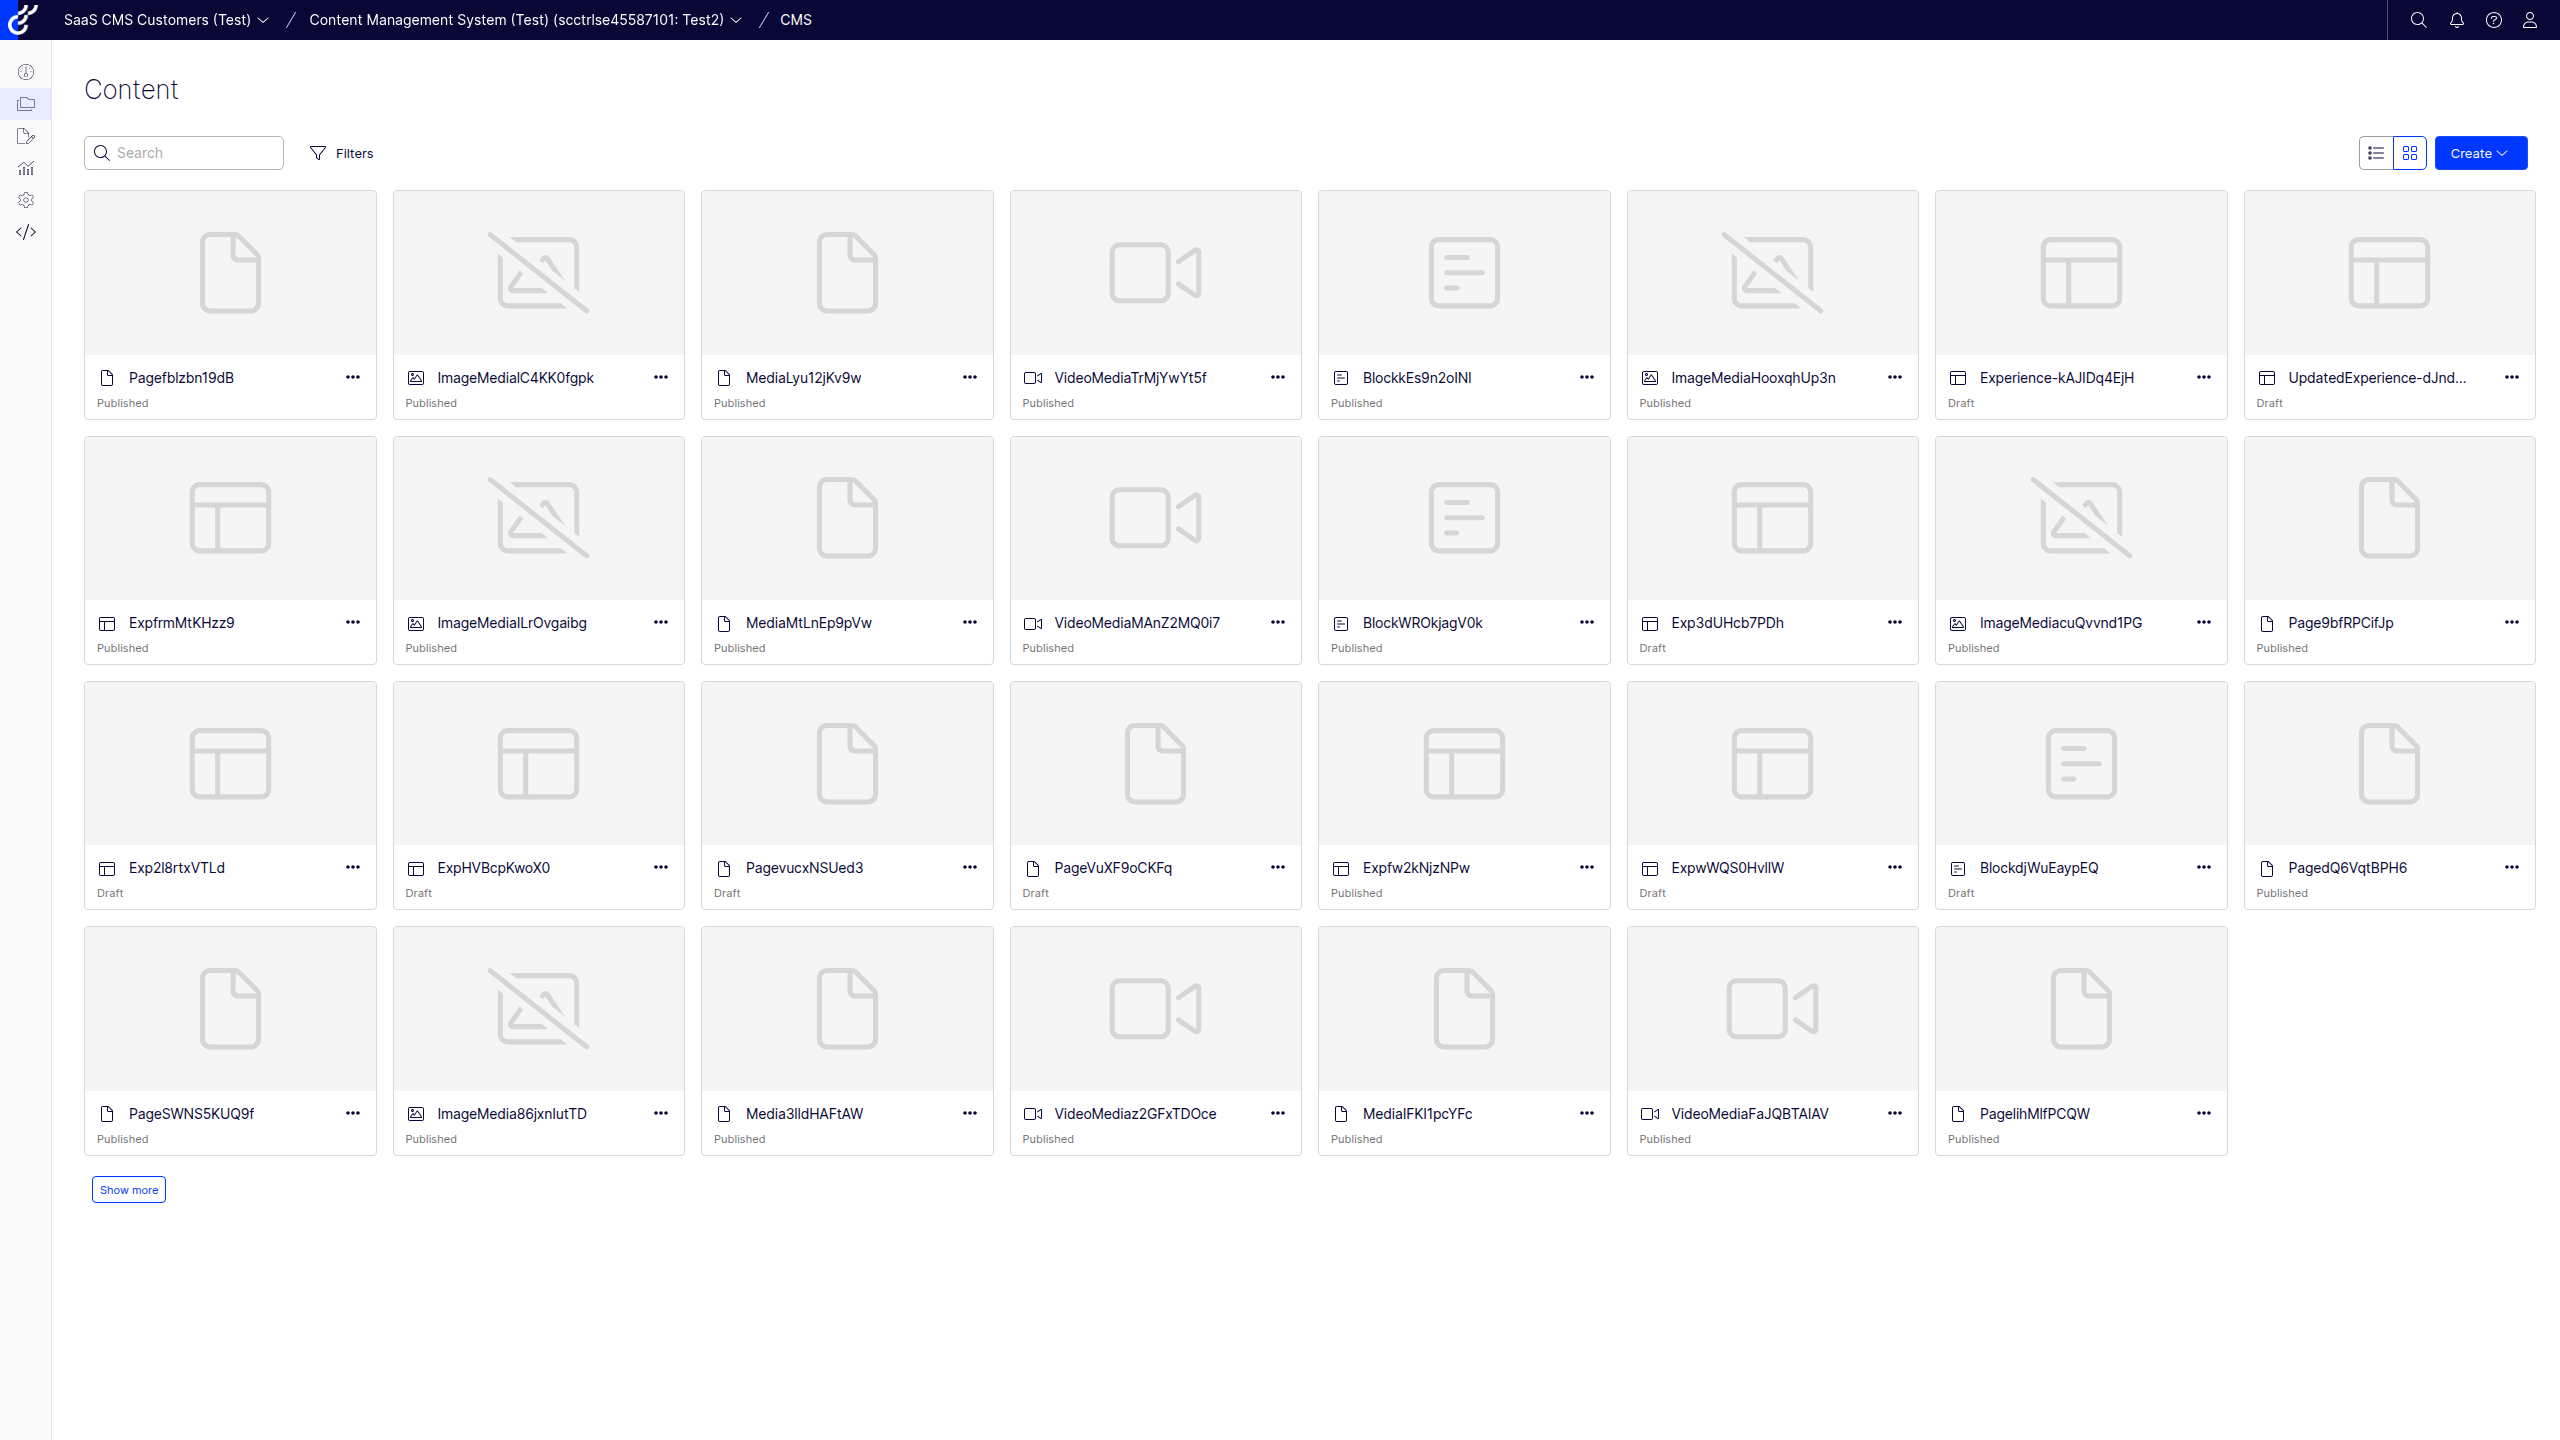 SaaS CMS Customers (Test) / Content Management System (Test) (scctrlse45587101: Test2) / CMS
Content
Search
Filters
Create
Pagefblzbn19dB
ImageMedialC4KK0fgpk
MediaLyu12jKv9w
VideoMediaTrMjYwYt5f
BlockkEs9n2olNI
ImageMediaHooxqhUp3n
Experience-kAJlDq4EjH
UpdatedExperience-dJnd...
Published
Published
Published
Published
Published
Published
Draft
Draft
ExpfrmMtKHzz9
ImageMedialLrOvgaibg
MediaMtLnEp9pVw
VideoMediaMAnZ2MQ0i7
BlockWROkjagV0k
Exp3dUHcb7PDh
ImageMediacuQvvnd1PG
Page9bfRPCifJp
Published
Published
Published
Published
Published
Draft
Published
Published
Exp2l8rtxVTLd
ExpHVBcpKwoX0
PagevucxNSUed3
PageVuXF9oCKFq
Expfw2kNjzNPw
ExpwWQS0HvllW
BlockdjWuEaypEQ
PagedQ6VqtBPH6
Draft
Draft
Draft
Draft
Published
Draft
Draft
Published
PageSWNS5KUQ9f
ImageMedia86jxnlutTD
Media3lldHAFtAW
VideoMediaz2GFxTDOce
MedialFKl1pcYFc
VideoMediaFaJQBTAIAV
PagelihMlfPCQW
Published
Published
Published
Published
Published
Published
Published
Show more